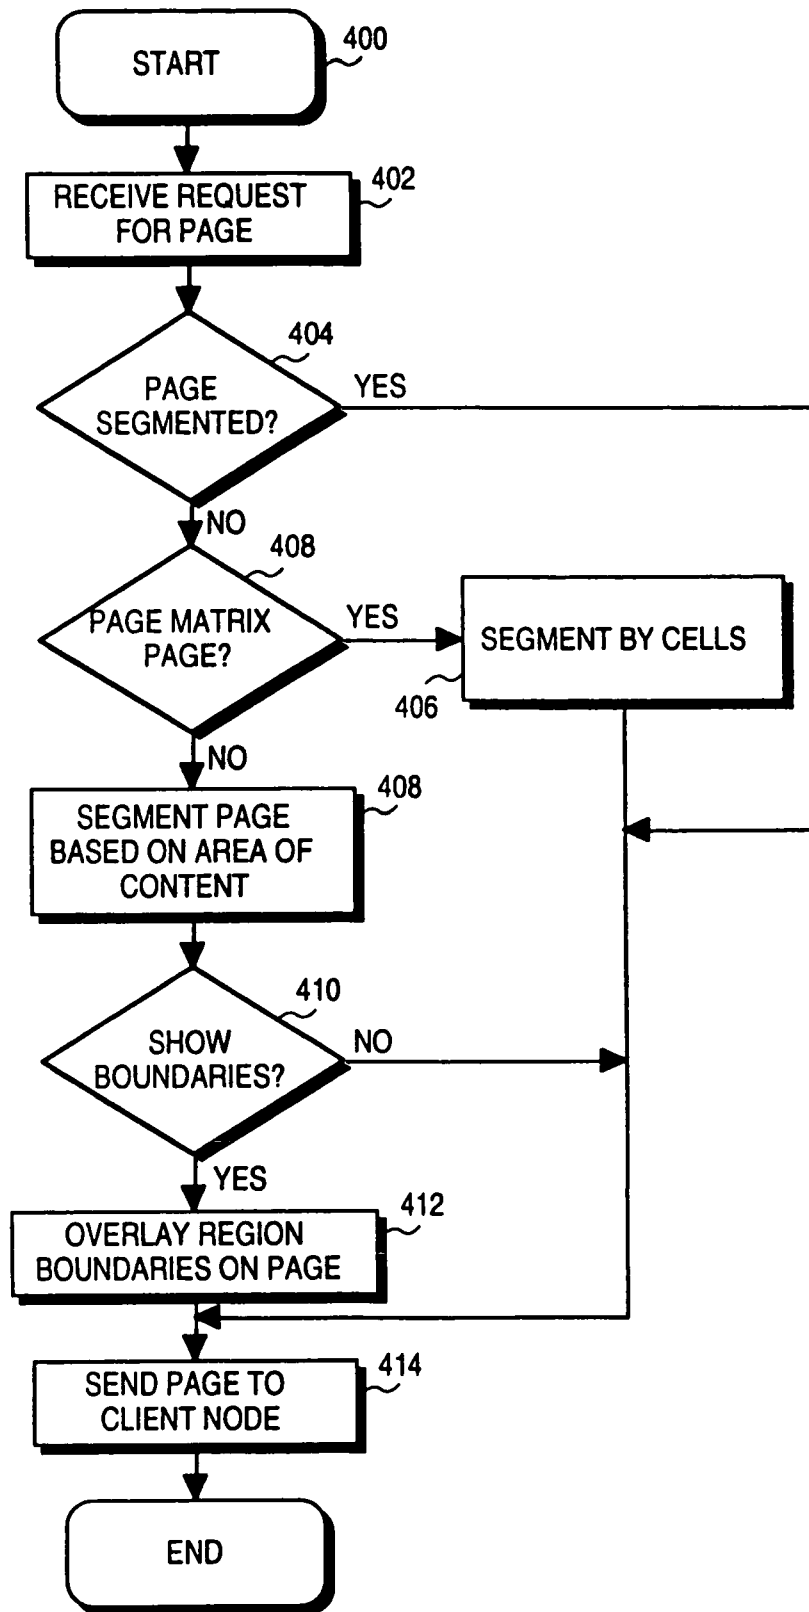 START
400
RECEIVE REQUEST
FOR PAGE
402
404
PAGE
SEGMENTED?
YES
NO
408
PAGE MATRIX
PAGE?
YES
SEGMENT BY CELLS
406
NO
408
SEGMENT PAGE
BASED ON AREA OF
CONTENT
410
SHOW
BOUNDARIES?
NO
YES
412
OVERLAY REGION
BOUNDARIES ON PAGE
414
SEND PAGE TO
CLIENT NODE
END